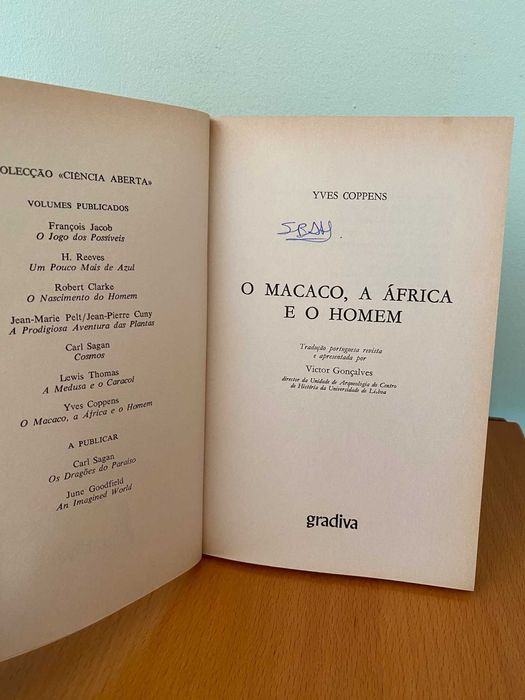 OLECÇÃO «CIÊNCIA ABERTA»
VOLUMES PUBLICADOS
François Jacob
O Jogo dos Possíveis
H. Reeves
Um Pouco Mais de Azul
Robert Clarke
O Nascimento do Homem
Jean-Marie Pelt/Jean-Pierre Cuny
A Prodigiosa Aventura das Plantas
Carl Sagan
Cosmos
Lewis Thomas
A Medusa e o Caracol
Yves Coppens
O Macaco, a África e o Homem
A PUBLICAR
Carl Sagan
Os Dragões do Paraíso
June Goodfield
An Imagined World
YVES COPPENS
O MACACO, A ÁFRICA
E O HOMEM
Tradução portuguesa revista
e apresentada por
Victor Gonçalves
director da Unidade de Arqueologia do Centro
de História da Universidade de Lisboa
gradiva